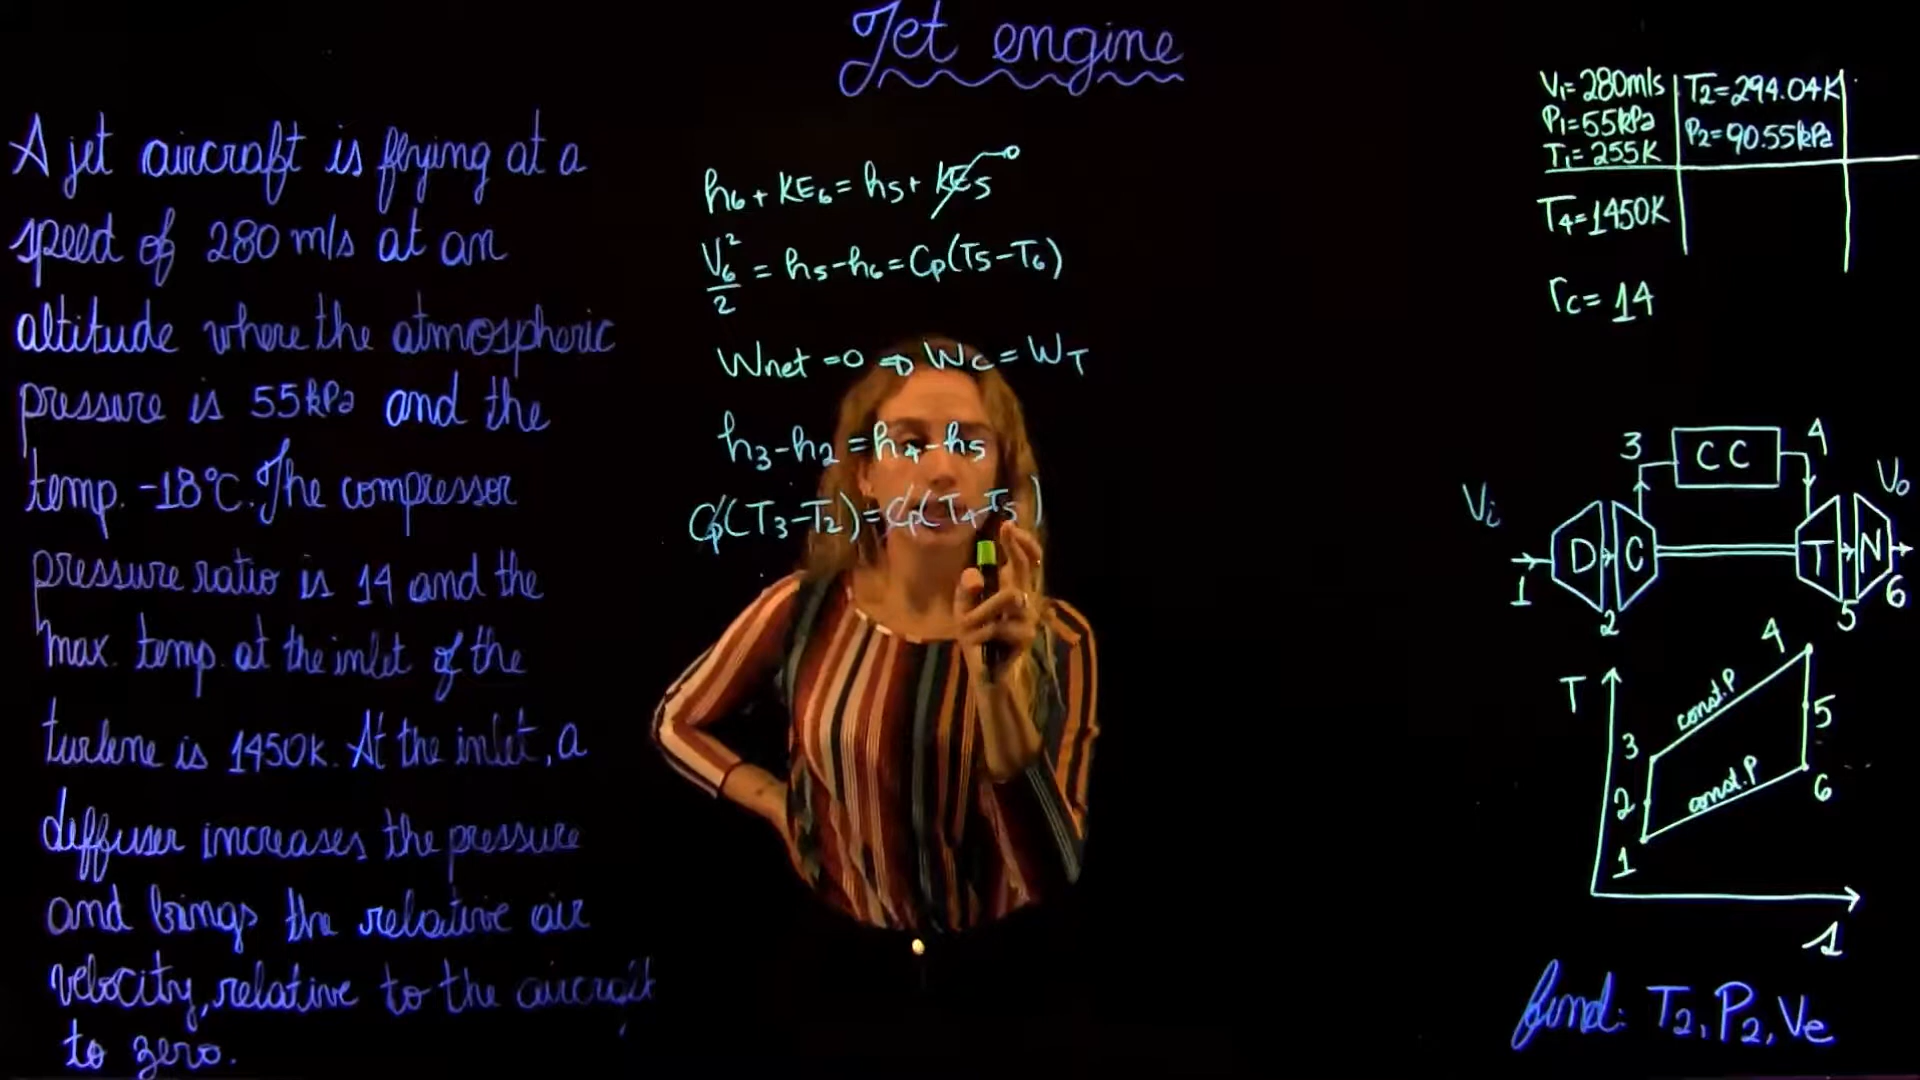 Jet engine
A jet aircraft is flying at a
speed of 280 m/s at an
altitude where the atmospheric
pressure is 55kPa and the
temp. -18°C. The compressor
pressure ratio is 14 and the
max. temp. at the inlet of the
turbine is 1450K. At the inlet, a
diffuser increases the pressure
and brings the relative air
velocity, relative to the aircraft
to zero.
h6 + KE6 = h5 + KE5 → 0
V6²/2 = h5 - h6 = Cp(T5 - T6)
Wnet = 0 ⇒ Wc = WT
h3 - h2 = h4 - h5
Cp(T3 - T2) = Cp(T4 - T5)
V1 = 280m/s
P1 = 55kPa
T1 = 255K
T2 = 294.04K
P2 = 90.55kPa
T4 = 1450K
rc = 14
3 CC 4
Vi D C T N Vo
1 2 5 6
T
4
const. P
5
3
const. P
2
6
1
s
find: T2, P2, Ve